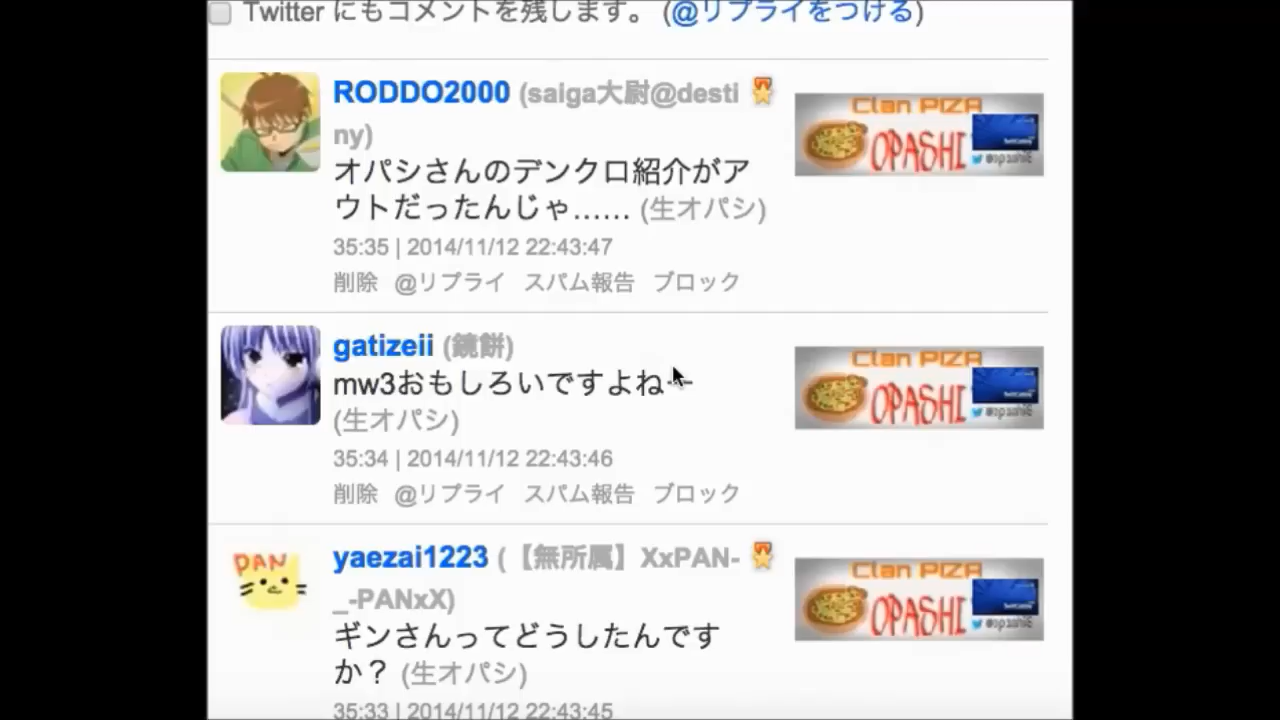 Twitter にもコメントを残します。 (@リプライをつける)
RODDO2000 (saiga大尉@desti
ny)
オパシさんのデンクロ紹介がア
ウトだったんじゃ…… (生オパシ)
35:35 | 2014/11/12 22:43:47
削除 @リプライ スパム報告 ブロック
Clan PIZA
OPASHI
gatizeii (鏡餅)
mw3おもしろいですよねー
(生オパシ)
35:34 | 2014/11/12 22:43:46
削除 @リプライ スパム報告 ブロック
Clan PIZA
OPASHI
PAN
yaezai1223 (【無所属】XxPAN-
_-PANxX)
ギンさんってどうしたんです
か？ (生オパシ)
35:33 | 2014/11/12 22:43:45
Clan PIZA
OPASHI